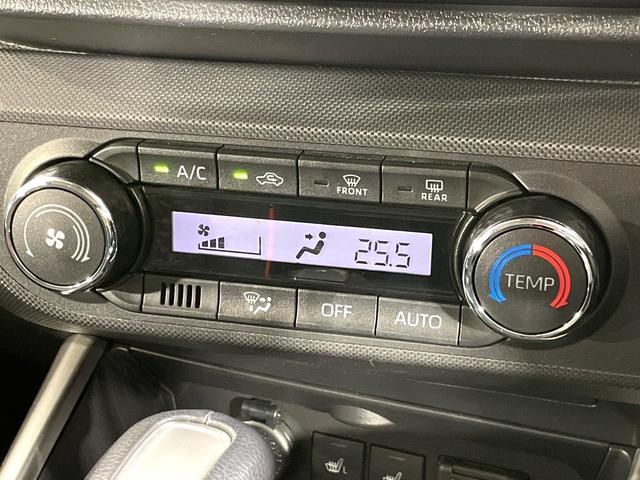 A/C
FRONT
REAR
25.5
TEMP
OFF
AUTO
L